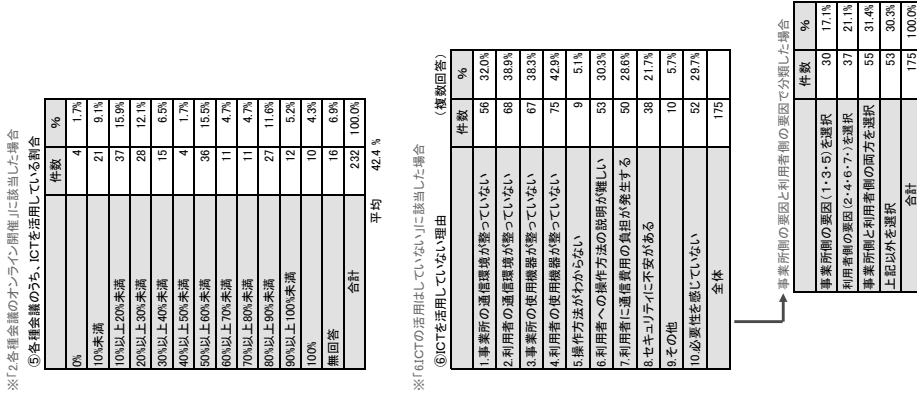 ※「2.各種会議のオンライン開催」に該当した場合
⑤各種会議のうち、ICTを活用している割合
件数 %
0% 4 1.7%
10%未満 21 9.1%
10%以上20%未満 37 15.9%
20%以上30%未満 28 12.1%
30%以上40%未満 15 6.5%
40%以上50%未満 4 1.7%
50%以上60%未満 36 15.5%
60%以上70%未満 11 4.7%
70%以上80%未満 11 4.7%
80%以上90%未満 27 11.6%
90%以上100%未満 12 5.2%
100% 10 4.3%
無回答 16 6.9%
合計 232 100.0%
平均 42.4 %
※「6.ICTの活用はしていない」に該当した場合
⑥ICTを活用していない理由 (複数回答)
件数 %
1.事業所の通信環境が整っていない 56 32.0%
2.利用者の通信環境が整っていない 68 38.9%
3.事業所の使用機器が整っていない 67 38.3%
4.利用者の使用機器が整っていない 75 42.9%
5.操作方法がわからない 9 5.1%
6.利用者への操作方法の説明が難しい 53 30.3%
7.利用者に通信費用の負担が発生する 50 28.6%
8.セキュリティに不安がある 38 21.7%
9.その他 10 5.7%
10.必要性を感じていない 52 29.7%
全体 175
事業所側の要因と利用者側の要因で分類した場合
件数 %
事業所側の要因(1・3・5)を選択 30 17.1%
利用者側の要因(2・4・6・7・)を選択 37 21.1%
事業所側と利用者側の両方を選択 55 31.4%
上記以外を選択 53 30.3%
合計 175 100.0%